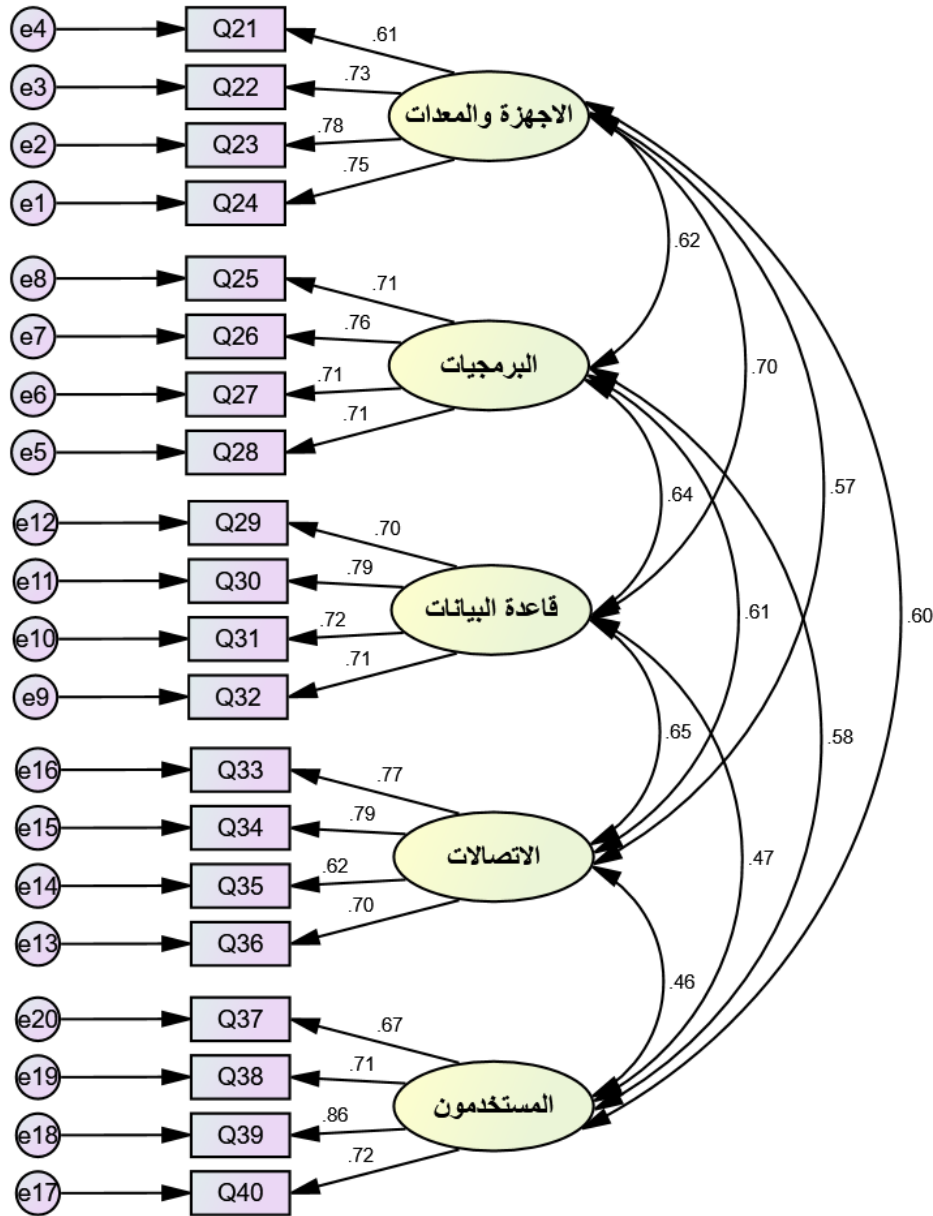 e4 Q21 .61
e3 Q22 .73
الاجهزة والمعدات
e2 Q23 .78
e1 Q24 .75
.62
e8 Q25 .71
e7 Q26 .76
البرمجيات
.70
e6 Q27 .71
e5 Q28 .71
.57
.64
e12 Q29 .70
e11 Q30 .79
قاعدة البيانات
.61
.60
e10 Q31 .72
e9 Q32 .71
.65
.58
e16 Q33 .77
e15 Q34 .79
الاتصالات
.47
e14 Q35 .62
e13 Q36 .70
.46
e20 Q37 .67
e19 Q38 .71
المستخدمون
e18 Q39 .86
e17 Q40 .72